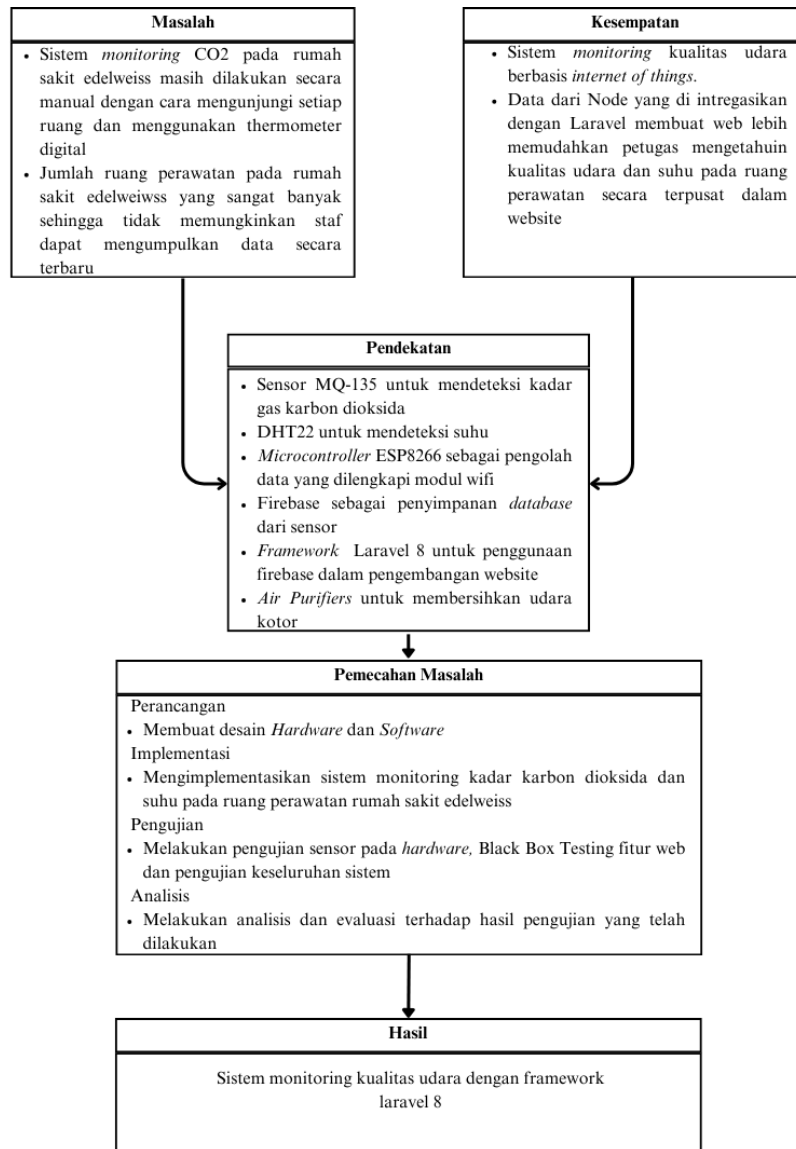 Masalah
• Sistem monitoring CO2 pada rumah
sakit edelweiss masih dilakukan secara
manual dengan cara mengunjungi setiap
ruang dan menggunakan thermometer
digital
• Jumlah ruang perawatan pada rumah
sakit edelweiwss yang sangat banyak
sehingga tidak memungkinkan staf
dapat mengumpulkan data secara
terbaru
Kesempatan
• Sistem monitoring kualitas udara
berbasis internet of things.
• Data dari Node yang di intregasikan
dengan Laravel membuat web lebih
memudahkan petugas mengetahuin
kualitas udara dan suhu pada ruang
perawatan secara terpusat dalam
website
Pendekatan
• Sensor MQ-135 untuk mendeteksi kadar
gas karbon dioksida
• DHT22 untuk mendeteksi suhu
• Microcontroller ESP8266 sebagai pengolah
data yang dilengkapi modul wifi
• Firebase sebagai penyimpanan database
dari sensor
• Framework Laravel 8 untuk penggunaan
firebase dalam pengembangan website
• Air Purifiers untuk membersihkan udara
kotor
Pemecahan Masalah
Perancangan
• Membuat desain Hardware dan Software
Implementasi
• Mengimplementasikan sistem monitoring kadar karbon dioksida dan
suhu pada ruang perawatan rumah sakit edelweiss
Pengujian
• Melakukan pengujian sensor pada hardware, Black Box Testing fitur web
dan pengujian keseluruhan sistem
Analisis
• Melakukan analisis dan evaluasi terhadap hasil pengujian yang telah
dilakukan
Hasil
Sistem monitoring kualitas udara dengan framework
laravel 8